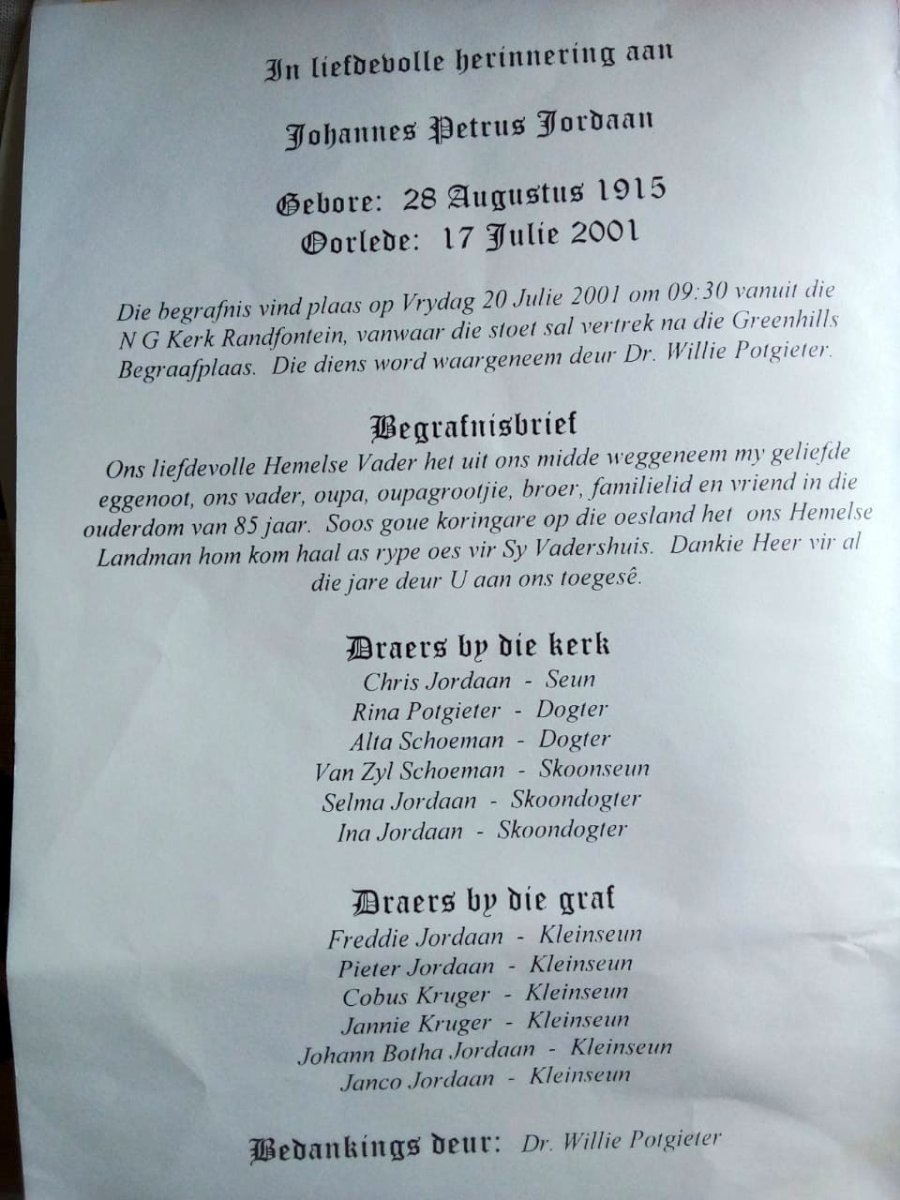 In liefdevolle herinnering aan
Johannes Petrus Jordaan
Gebore: 28 Augustus 1915
Oorlede: 17 Julie 2001
Die begrafnis vind plaas op Vrydag 20 Julie 2001 om 09:30 vanuit die
N G Kerk Randfontein, vanwaar die stoet sal vertrek na die Greenhills
Begraafplaas. Die diens word waargeneem deur Dr. Willie Potgieter.
Begrafnisbrief
Ons liefdevolle Hemelse Vader het uit ons midde weggeneem my geliefde
eggenoot, ons vader, oupa, oupagrootjie, broer, familielid en vriend in die
ouderdom van 85 jaar. Soos goue koringare op die oesland het ons Hemelse
Landman hom kom haal as rype oes vir Sy Vadershuis. Dankie Heer vir al
die jare deur U aan ons toegesê.
Draers by die kerk
Chris Jordaan - Seun
Rina Potgieter - Dogter
Alta Schoeman - Dogter
Van Zyl Schoeman - Skoonseun
Selma Jordaan - Skoondogter
Ina Jordaan - Skoondogter
Draers by die graf
Freddie Jordaan - Kleinseun
Pieter Jordaan - Kleinseun
Cobus Kruger - Kleinseun
Jannie Kruger - Kleinseun
Johann Botha Jordaan - Kleinseun
Janco Jordaan - Kleinseun
Bedankings deur: Dr. Willie Potgieter